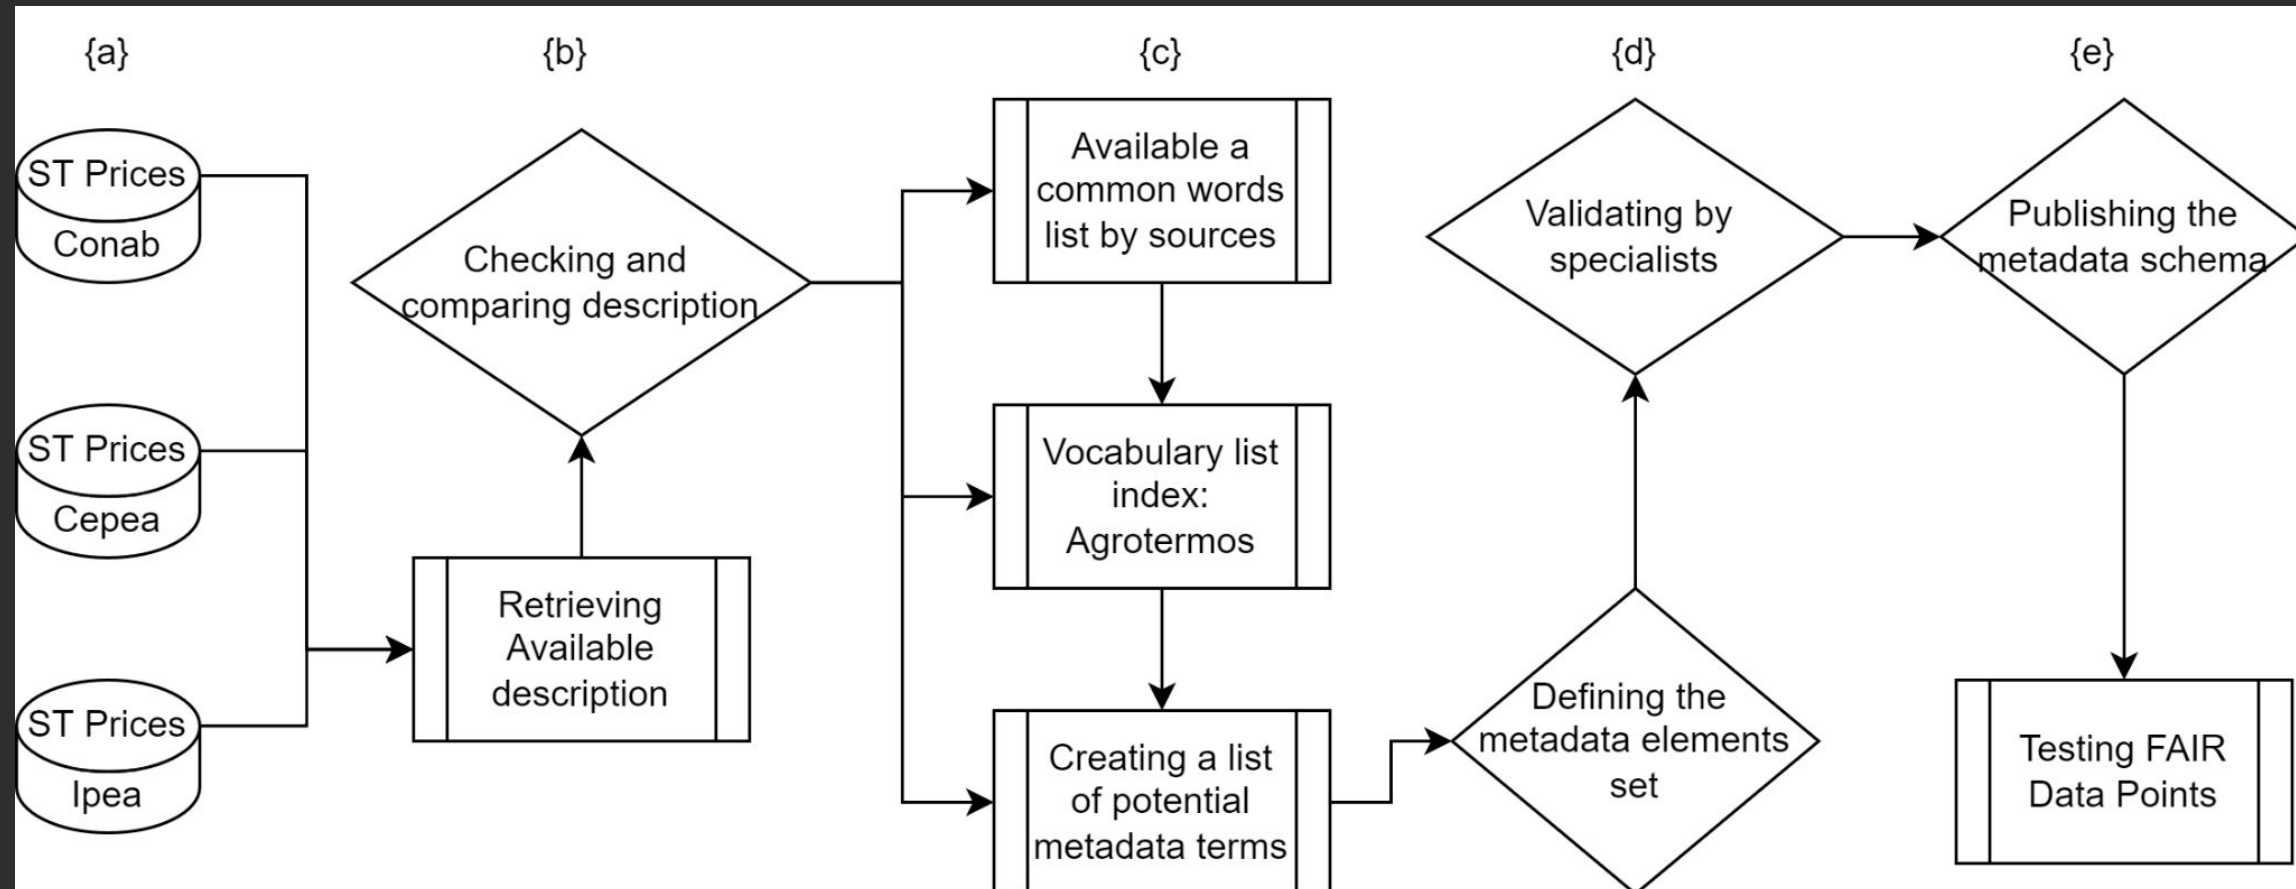 {a}
{b}
{c}
{d}
{e}
ST Prices
Conab
ST Prices
Cepea
ST Prices
Ipea
Checking and
comparing description
Retrieving
Available
description
Available a
common words
list by sources
Vocabulary list
index:
Agrotermos
Creating a list
of potential
metadata terms
Validating by
specialists
Defining the
metadata elements
set
Publishing the
metadata schema
Testing FAIR
Data Points